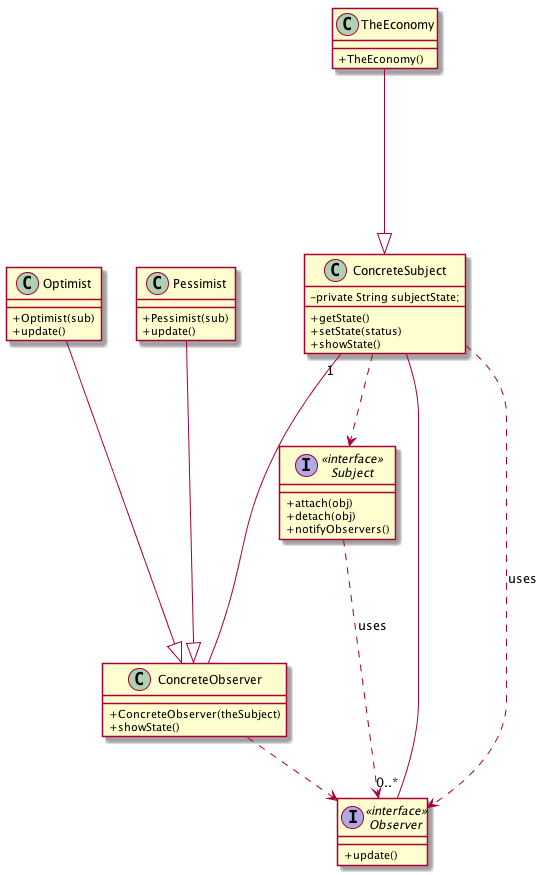 C TheEconomy
+TheEconomy()
C Optimist
+Optimist(sub)
+update()
C Pessimist
+Pessimist(sub)
+update()
C ConcreteSubject
-private String subjectState;
+getState()
+setState(status)
+showState()
1
I «interface»
Subject
+attach(obj)
+detach(obj)
+notifyObservers()
uses
uses
C ConcreteObserver
+ConcreteObserver(theSubject)
+showState()
0..*
I «interface»
Observer
+update()